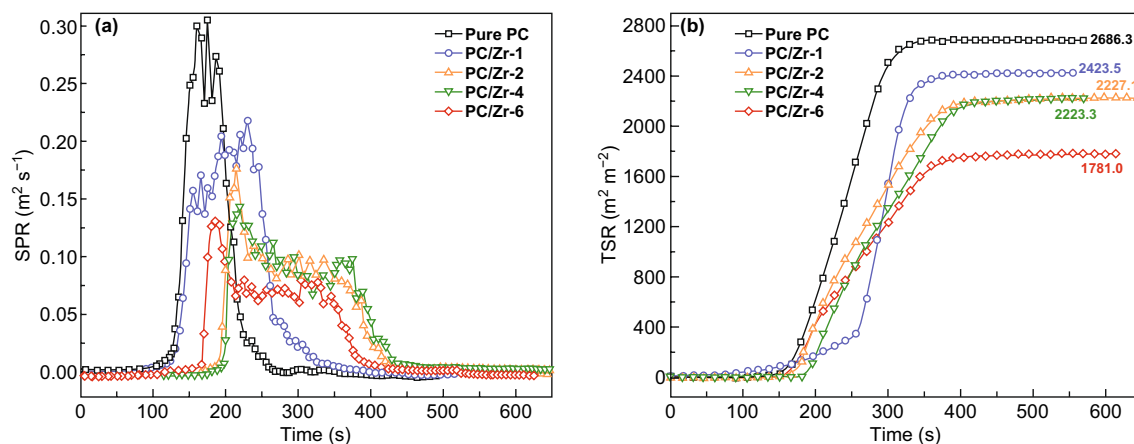 (a)
Pure PC
PC/Zr-1
PC/Zr-2
PC/Zr-4
PC/Zr-6
0.30
0.25
0.20
0.15
0.10
0.05
0.00
SPR (m² s⁻¹)
0 100 200 300 400 500 600
Time (s)
(b)
Pure PC
PC/Zr-1
PC/Zr-2
PC/Zr-4
PC/Zr-6
2686.3
2423.5
2227.1
2223.3
1781.0
2800
2400
2000
1600
1200
800
400
0
TSR (m² m⁻²)
0 100 200 300 400 500 600
Time (s)